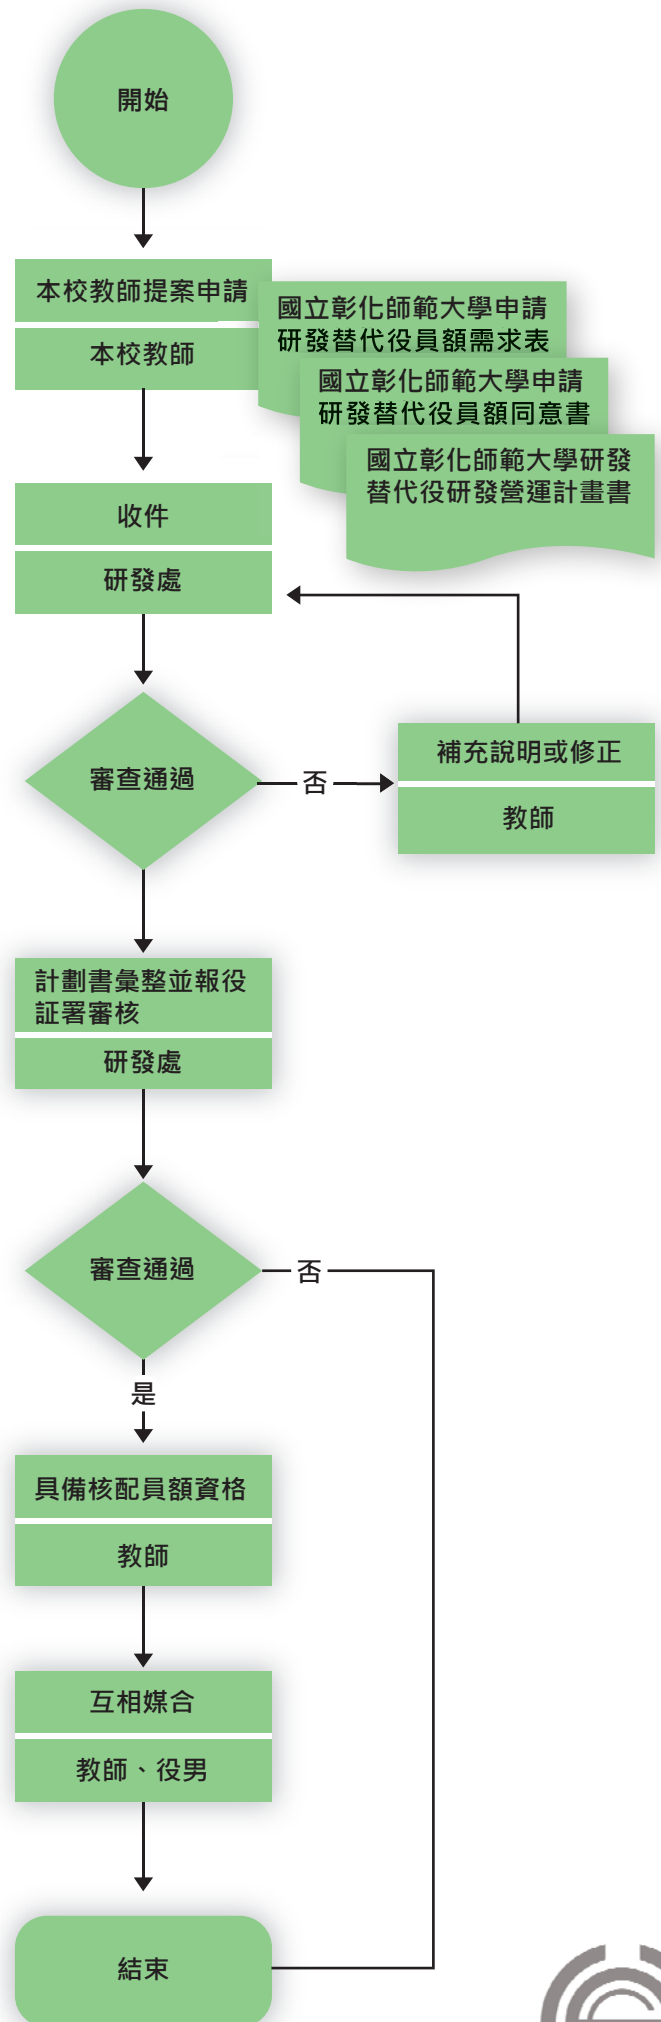 開始
本校教師提案申請
本校教師
國立彰化師範大學申請
研發替代役員額需求表
國立彰化師範大學申請
研發替代役員額同意書
國立彰化師範大學研發
替代役研發營運計畫書
收件
研發處
審查通過
否
補充說明或修正
教師
計劃書彙整並報役
証署審核
研發處
審查通過
否
是
具備核配員額資格
教師
互相媒合
教師、役男
結束